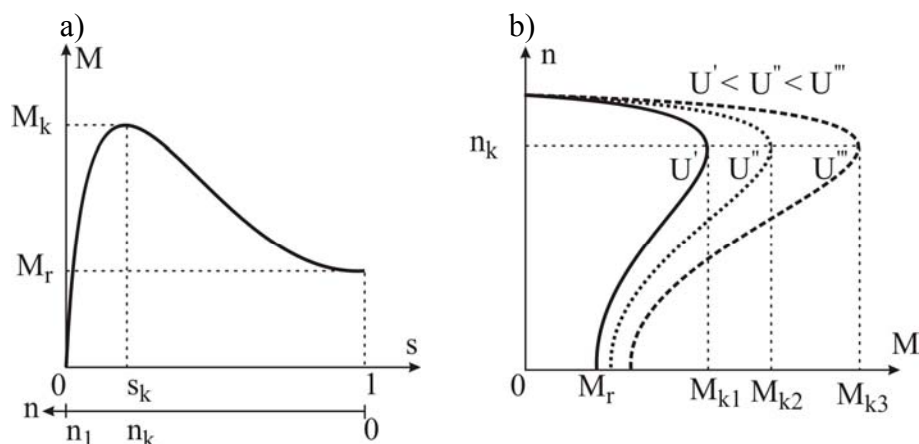 a)
M
M_k
M_r
0
s_k
1
s
n
n_1
n_k
0
b)
n
U' < U" < U'''
n_k
U'
U"
U'''
M
0
M_r
M_k1
M_k2
M_k3